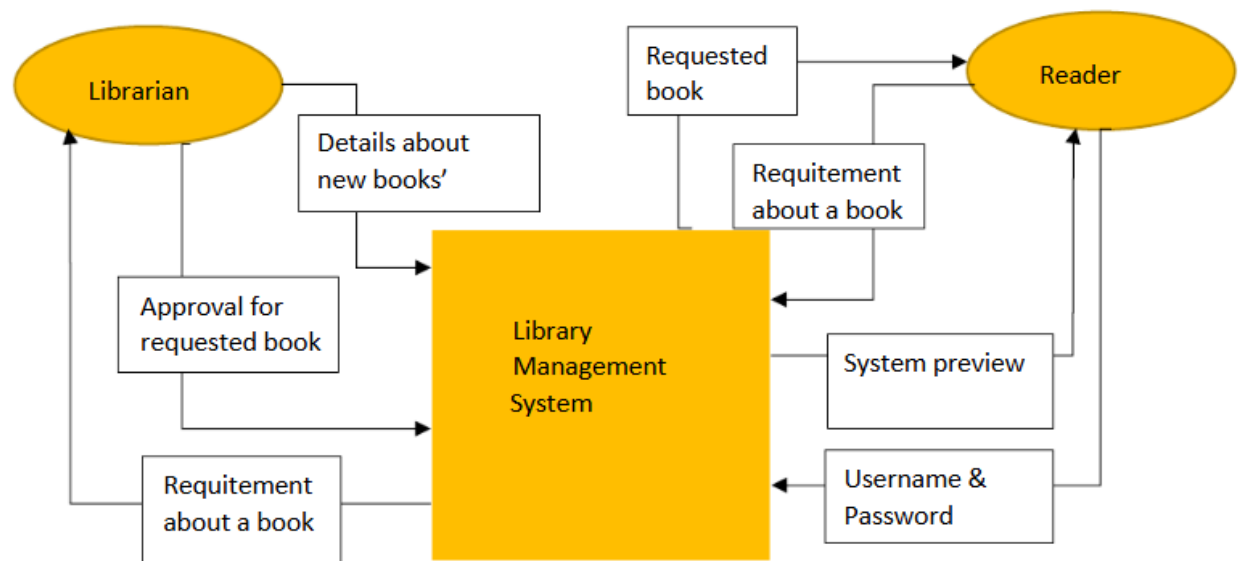 Librarian
Details about
new books’
Approval for
requested book
Requitement
about a book
Library
Management
System
Requested
book
Reader
Requitement
about a book
System preview
Username &
Password